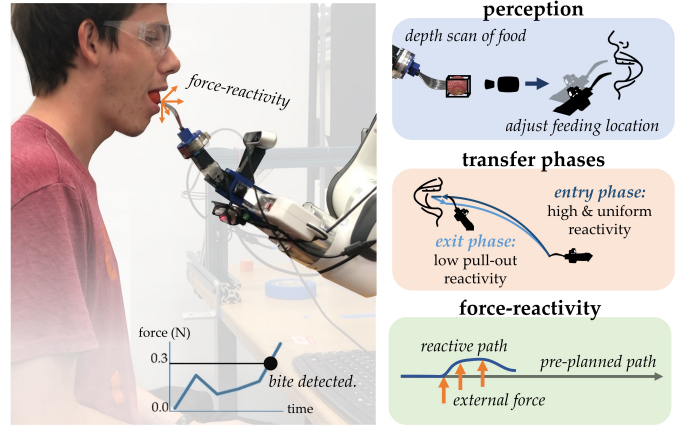 force-reactivity
force (N)
0.3
bite detected.
0.0
time
perception
depth scan of food
adjust feeding location
transfer phases
entry phase:
high & uniform
reactivity
exit phase:
low pull-out
reactivity
force-reactivity
reactive path
pre-planned path
external force